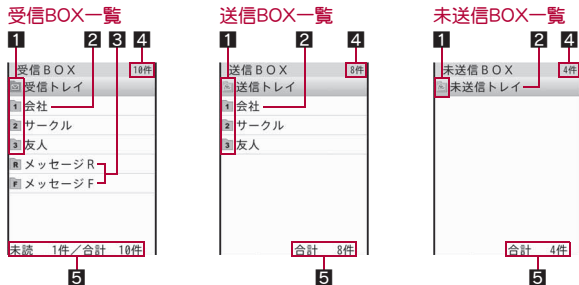 受信BOX一覧
1 2 3 4
受信BOX 10件
受信トレイ
1 会社
2 サークル
3 友人
R メッセージR
F メッセージF
未読 1件/合計 10件
5
送信BOX一覧
1 2 4
送信BOX 8件
送信トレイ
1 会社
2 サークル
3 友人
合計 8件
5
未送信BOX一覧
1 2 4
未送信BOX 4件
未送信トレイ
合計 4件
5